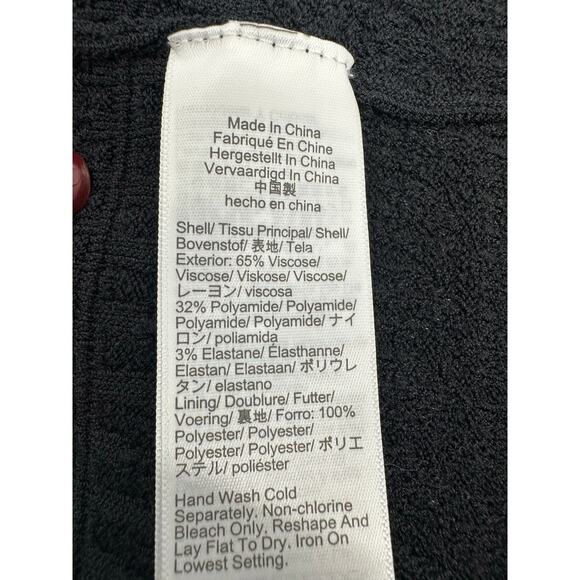 Made In China
Fabriqué En Chine
Hergestellt In China
Vervaardigd In China
中国製
hecho en china
Shell/ Tissu Principal/ Shell/
Bovenstof/ 表地/ Tela
Exterior: 65% Viscose/
Viscose/ Viskose/ Viscose/
レーヨン/ viscosa
32% Polyamide/ Polyamide/
Polyamide/ Polyamide/ ナイ
ロン/ poliamida
3% Elastane/ Élasthanne/
Elastan/ Elastaan/ ポリウレ
タン/ elastano
Lining/ Doublure/ Futter/
Voering/ 裏地/ Forro: 100%
Polyester/ Polyester/
Polyester/ Polyester/ ポリエ
ステル/ poliéster
Hand Wash Cold
Separately. Non-chlorine
Bleach Only. Reshape And
Lay Flat To Dry. Iron On
Lowest Setting.